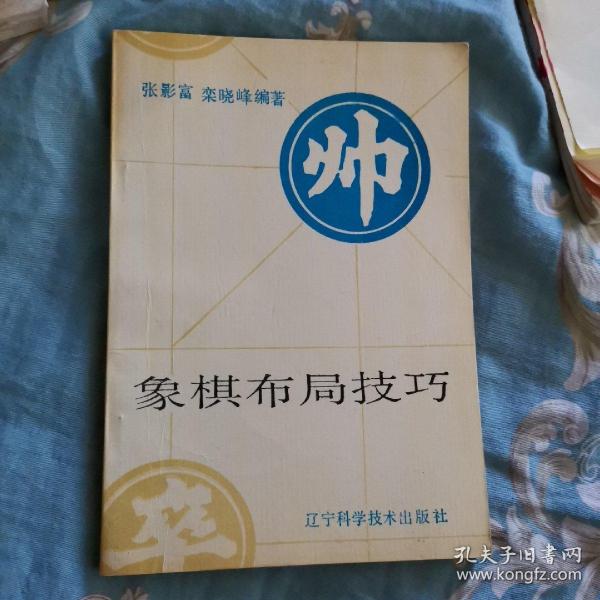 张影富 栾晓峰编著
帅
象棋布局技巧
卒
辽宁科学技术出版社
孔夫子旧书网
www.kongfz.com